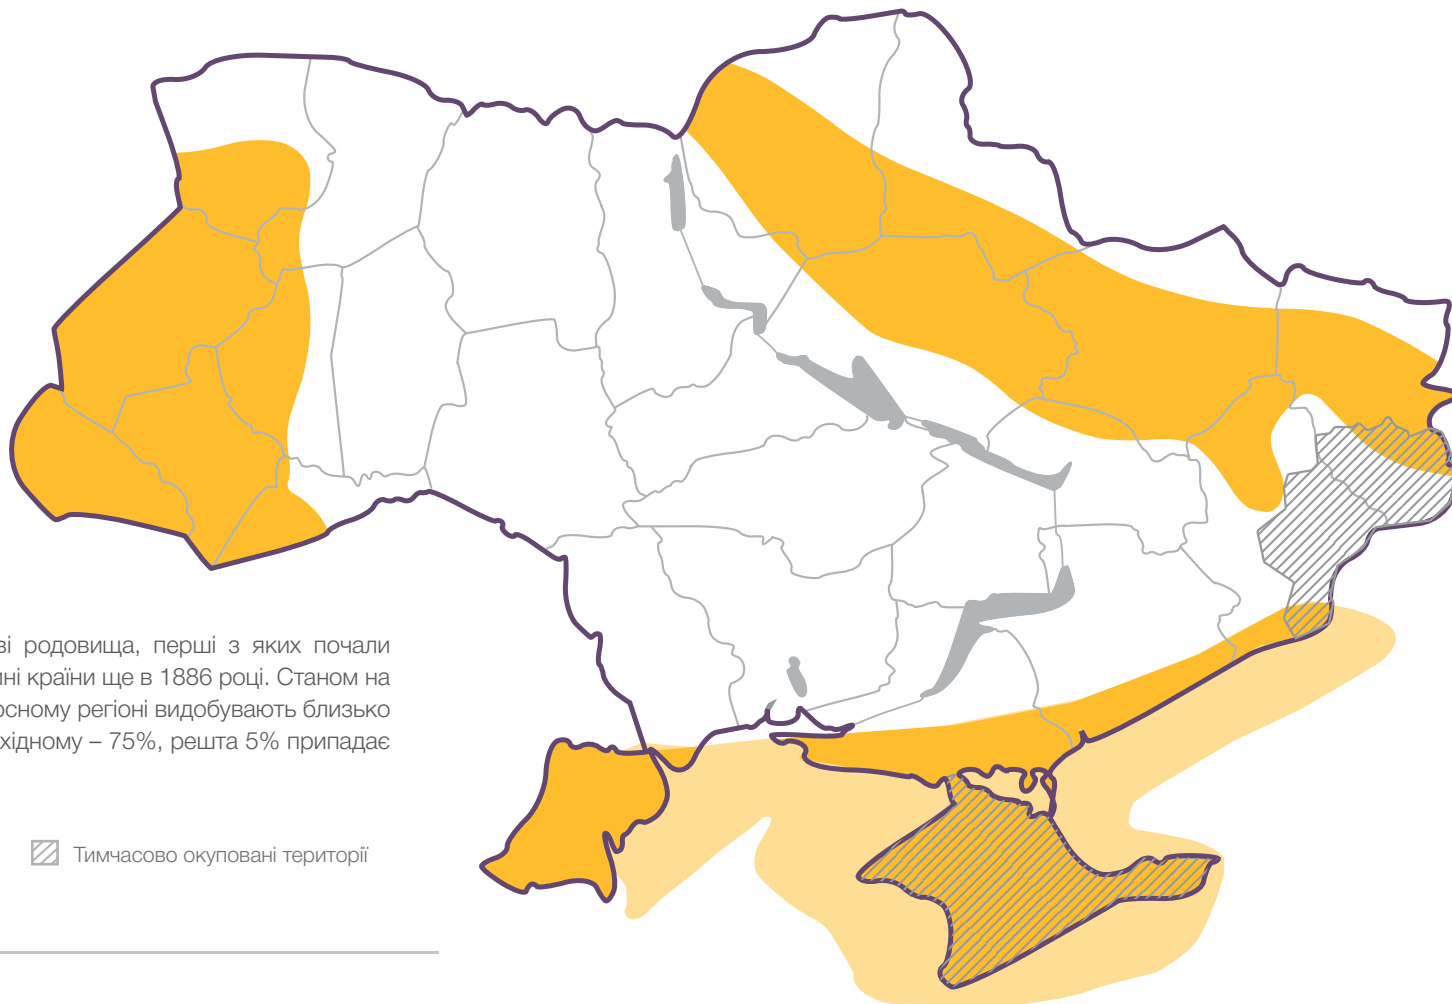 ві родовища, перші з яких почали
ині країни ще в 1886 році. Станом на
осному регіоні видобувають близько
хідному – 75%, решта 5% припадає
Тимчасово окуповані території